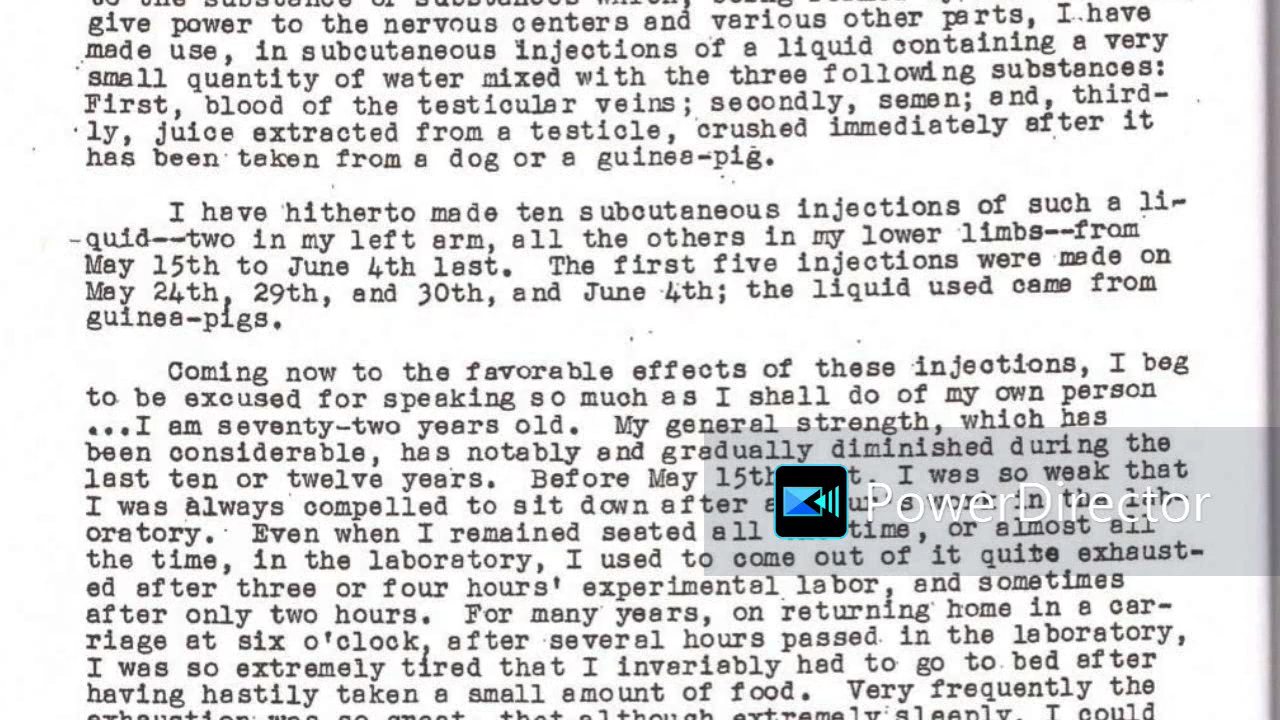 give power to the nervous centers and various other parts, I have
made use, in subcutaneous injections of a liquid containing a very
small quantity of water mixed with the three following substances:
First, blood of the testicular veins; secondly, semen; and, third-
ly, juice extracted from a testicle, crushed immediately after it
has been taken from a dog or a guinea-pig.
I have hitherto made ten subcutaneous injections of such a li-
quid--two in my left arm, all the others in my lower limbs--from
May 15th to June 4th last. The first five injections were made on
May 24th, 29th, and 30th, and June 4th; the liquid used came from
guinea-pigs.
Coming now to the favorable effects of these injections, I beg
to be excused for speaking so much as I shall do of my own person
...I am seventy-two years old. My general strength, which has
been considerable, has notably and gradually diminished during the
last ten or twelve years. Before May 15th I was so weak that
I was always compelled to sit down after in the lab-
PowerDirector
oratory. Even when I remained seated all time, or almost all
the time, in the laboratory, I used to come out of it quite exhaust-
ed after three or four hours' experimental labor, and sometimes
after only two hours. For many years, on returning home in a car-
riage at six o'clock, after several hours passed in the laboratory,
I was so extremely tired that I invariably had to go to bed after
having hastily taken a small amount of food. Very frequently the